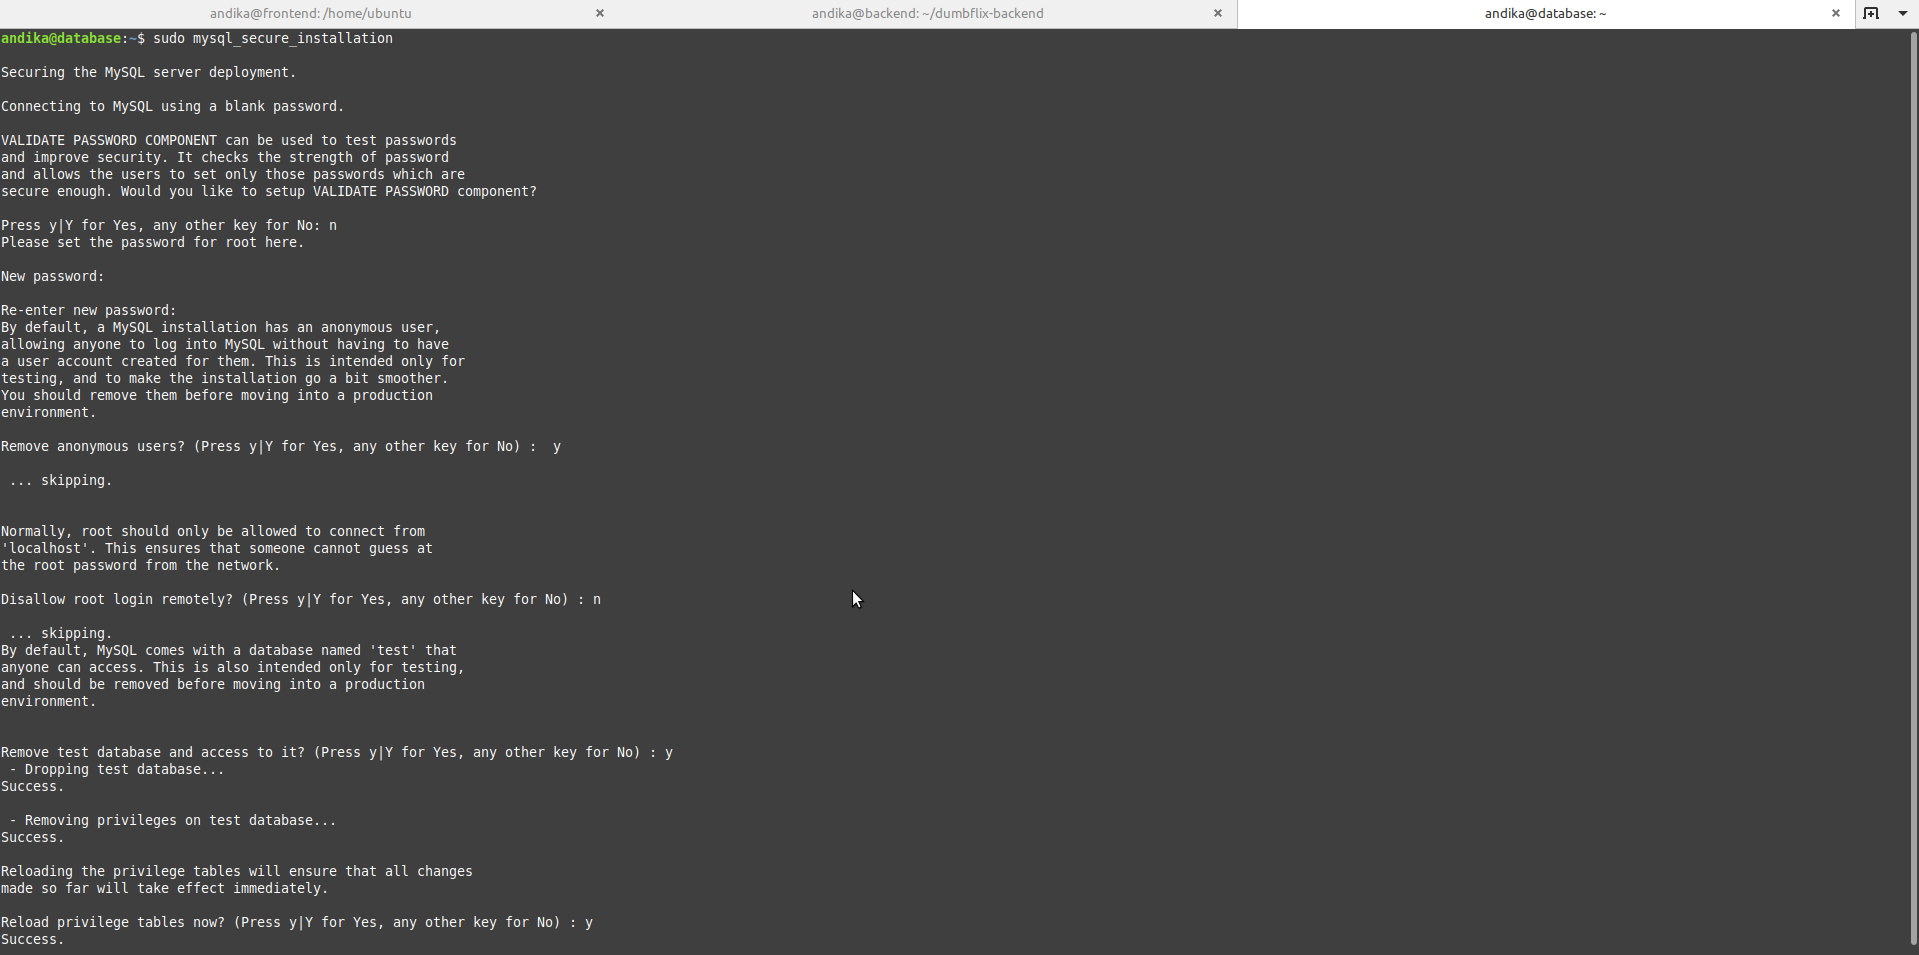 andika@frontend: /home/ubuntu
andika@backend: ~/dumbflix-backend
andika@database: ~
andika@database:~$ sudo mysql_secure_installation
Securing the MySQL server deployment.
Connecting to MySQL using a blank password.
VALIDATE PASSWORD COMPONENT can be used to test passwords
and improve security. It checks the strength of password
and allows the users to set only those passwords which are
secure enough. Would you like to setup VALIDATE PASSWORD component?
Press y|Y for Yes, any other key for No: n
Please set the password for root here.
New password:
Re-enter new password:
By default, a MySQL installation has an anonymous user,
allowing anyone to log into MySQL without having to have
a user account created for them. This is intended only for
testing, and to make the installation go a bit smoother.
You should remove them before moving into a production
environment.
Remove anonymous users? (Press y|Y for Yes, any other key for No) :  y
... skipping.
Normally, root should only be allowed to connect from
'localhost'. This ensures that someone cannot guess at
the root password from the network.
Disallow root login remotely? (Press y|Y for Yes, any other key for No) : n
... skipping.
By default, MySQL comes with a database named 'test' that
anyone can access. This is also intended only for testing,
and should be removed before moving into a production
environment.
Remove test database and access to it? (Press y|Y for Yes, any other key for No) : y
- Dropping test database...
Success.
- Removing privileges on test database...
Success.
Reloading the privilege tables will ensure that all changes
made so far will take effect immediately.
Reload privilege tables now? (Press y|Y for Yes, any other key for No) : y
Success.